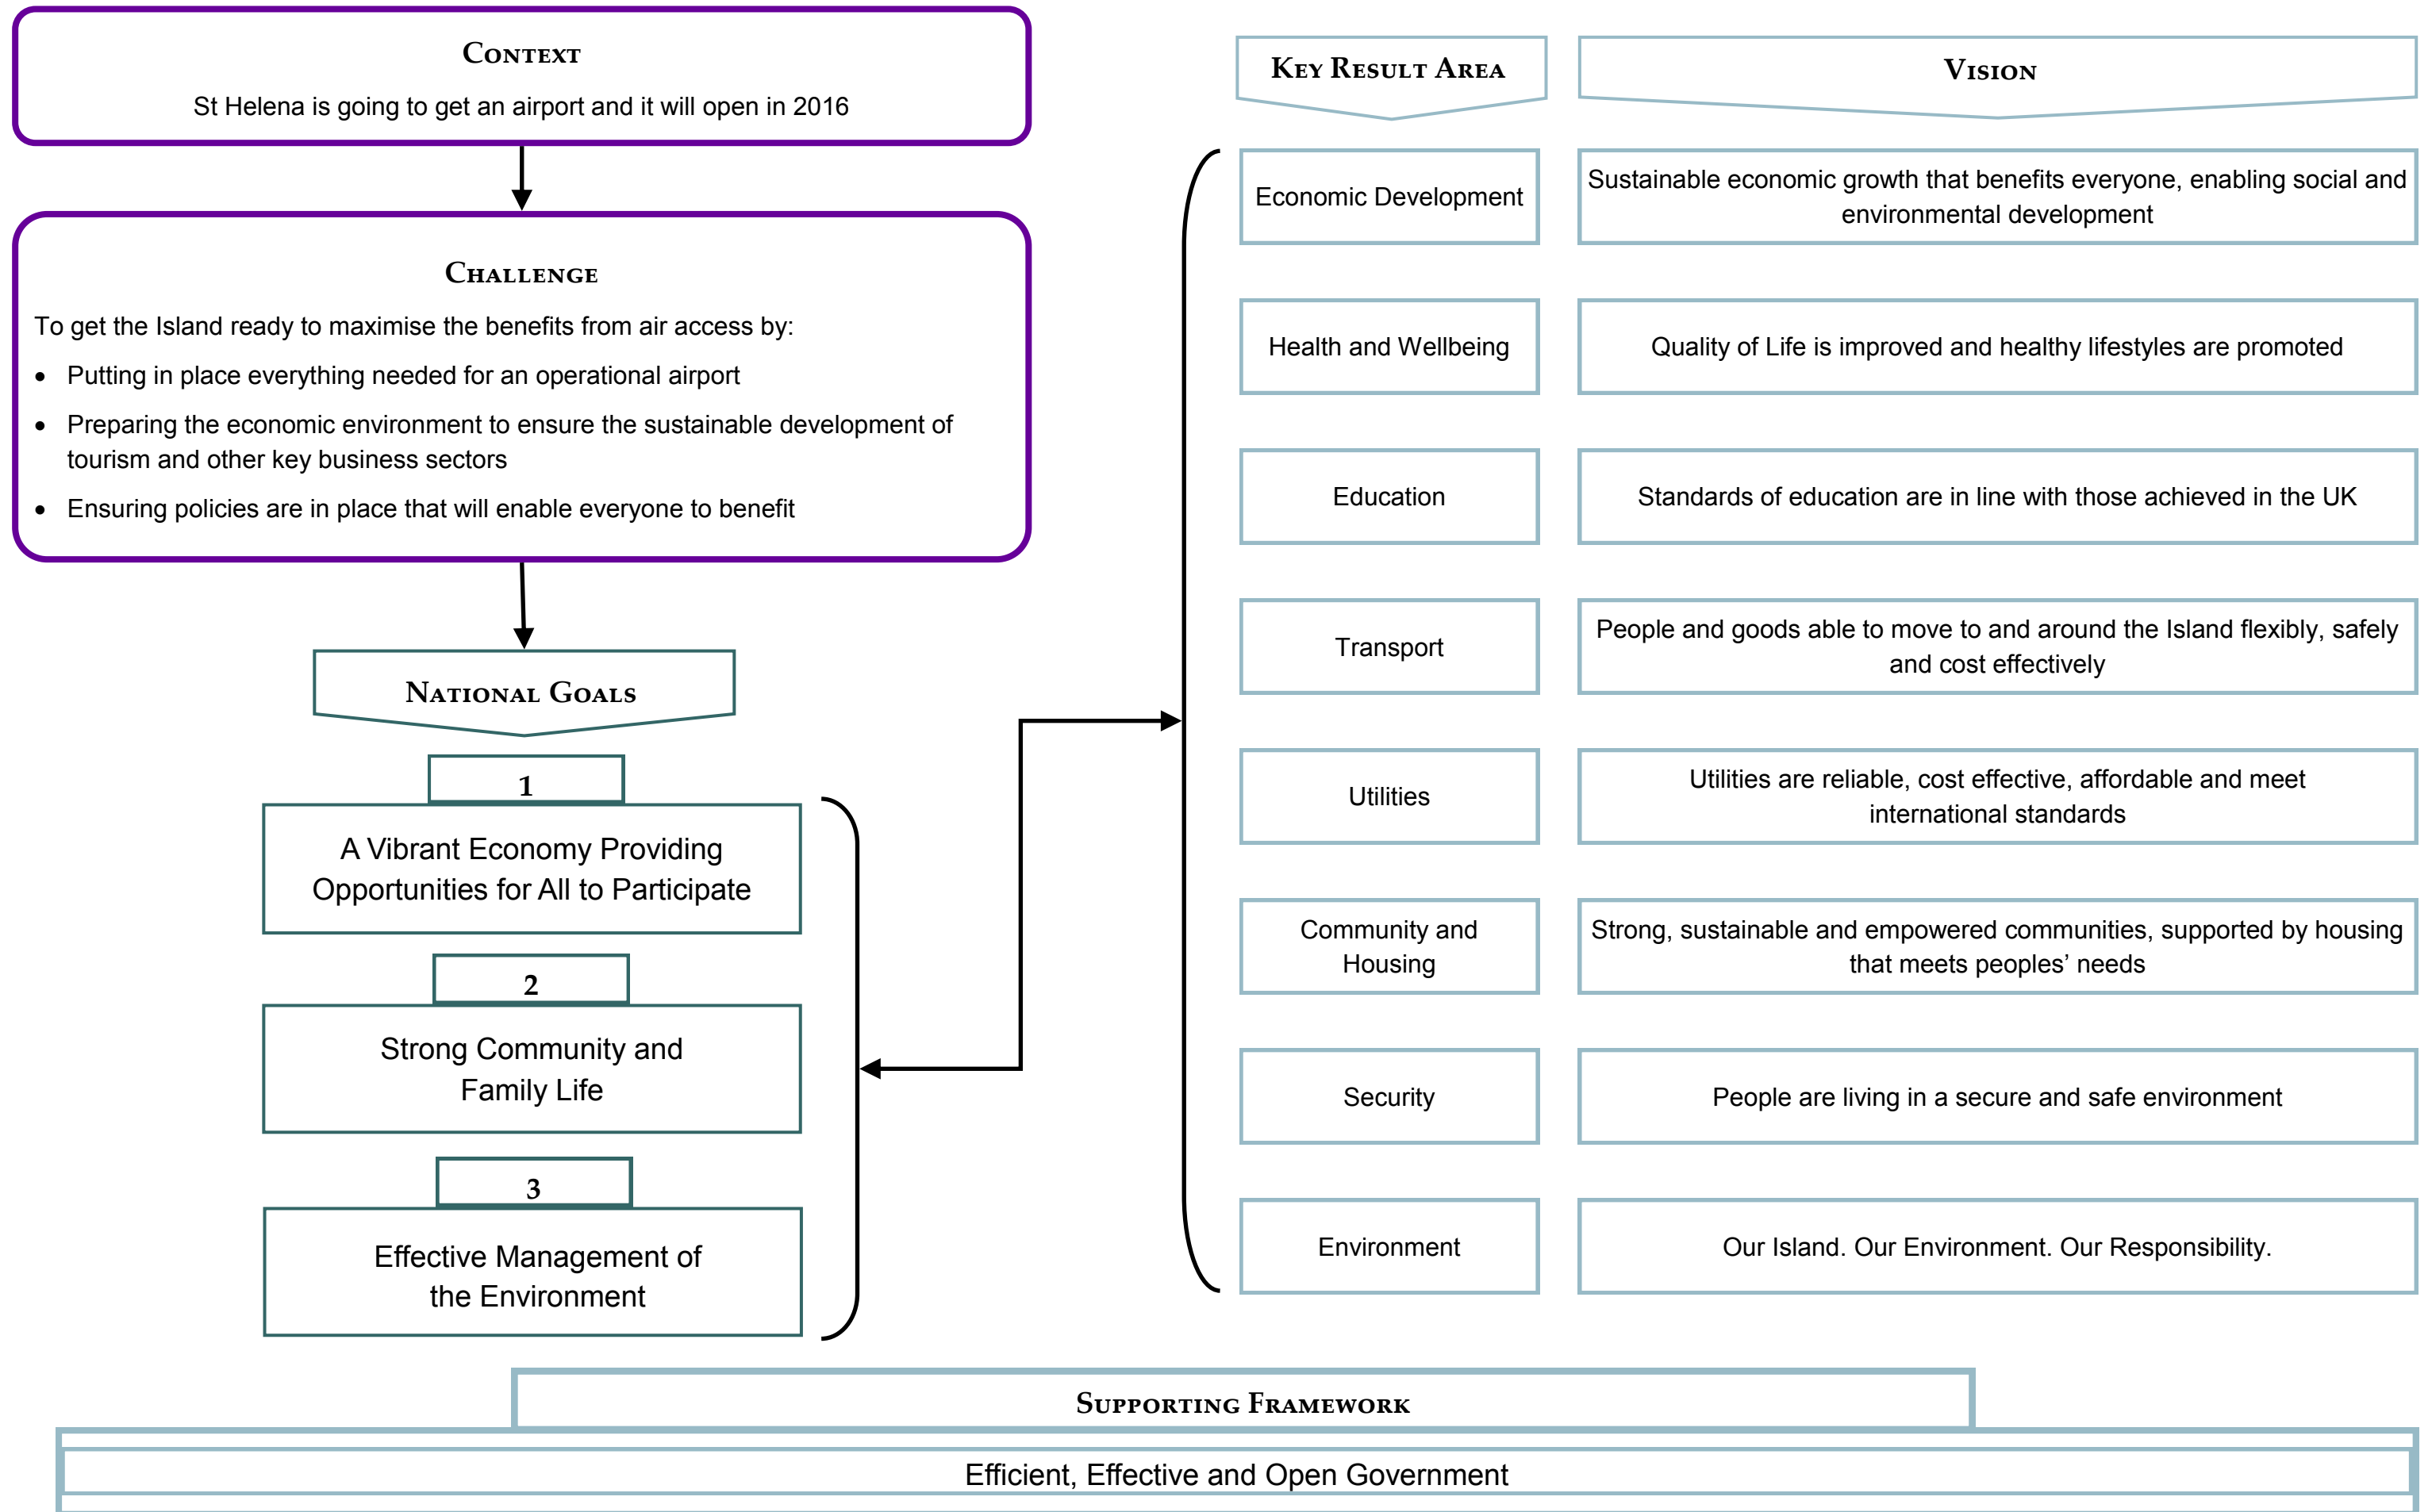 CONTEXT
St Helena is going to get an airport and it will open in 2016
CHALLENGE
To get the Island ready to maximise the benefits from air access by:
• Putting in place everything needed for an operational airport
• Preparing the economic environment to ensure the sustainable development of
tourism and other key business sectors
• Ensuring policies are in place that will enable everyone to benefit
NATIONAL GOALS
1
A Vibrant Economy Providing
Opportunities for All to Participate
2
Strong Community and
Family Life
3
Effective Management of
the Environment
KEY RESULT AREA
VISION
Economic Development
Sustainable economic growth that benefits everyone, enabling social and
environmental development
Health and Wellbeing
Quality of Life is improved and healthy lifestyles are promoted
Education
Standards of education are in line with those achieved in the UK
Transport
People and goods able to move to and around the Island flexibly, safely
and cost effectively
Utilities
Utilities are reliable, cost effective, affordable and meet
international standards
Community and
Housing
Strong, sustainable and empowered communities, supported by housing
that meets peoples’ needs
Security
People are living in a secure and safe environment
Environment
Our Island. Our Environment. Our Responsibility.
SUPPORTING FRAMEWORK
Efficient, Effective and Open Government